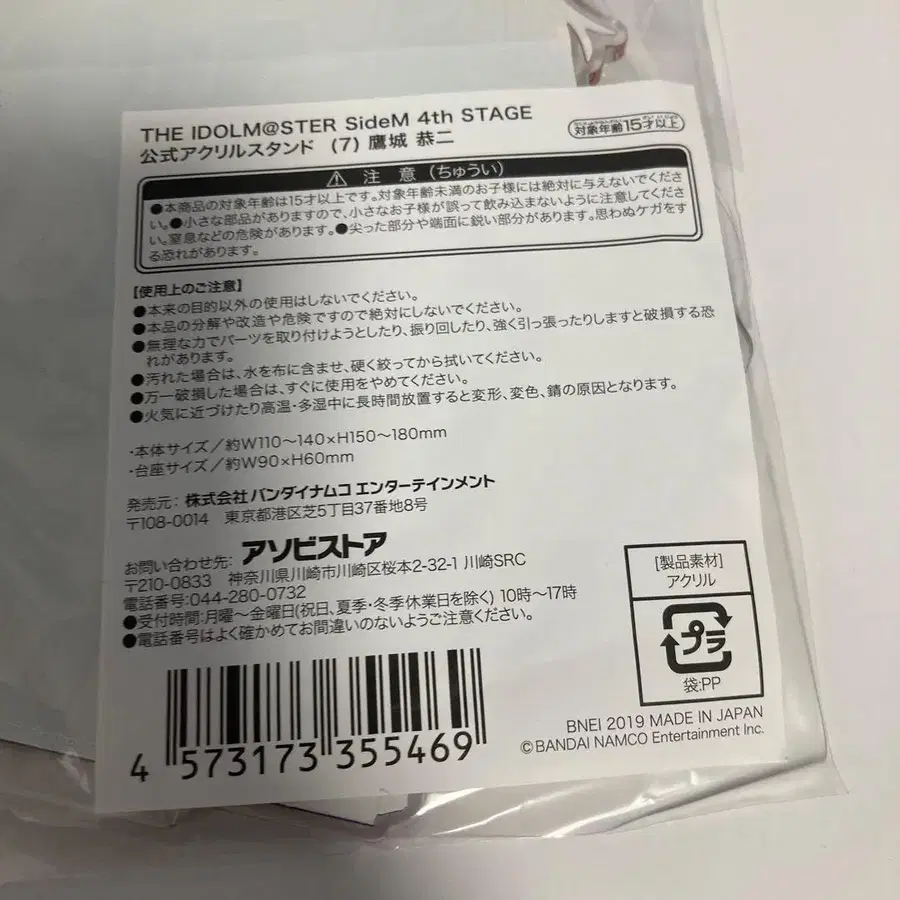 THE IDOLM@STER SideM 4th STAGE
公式アクリルスタンド (7) 鷹城 恭二
対象年齢15才以上
⚠ 注 意 (ちゅうい)
●本商品の対象年齢は15才以上です。対象年齢未満のお子様には絶対に与えないでくださ
い。●小さな部品がありますので、小さなお子様が誤って飲み込まないように注意してくださ
い。窒息などの危険があります。●尖った部分や端面に鋭い部分があります。思わぬケガをす
る恐れがあります。
【使用上のご注意】
●本来の目的以外の使用はしないでください。
●本品の分解や改造や危険ですので絶対にしないでください。
●無理な力でパーツを取り付けようとしたり、振り回したり、強く引っ張ったりしますと破損する恐
れがあります。
●汚れた場合は、水を布に含ませ、硬く絞ってから拭いてください。
●万一破損した場合は、すぐに使用をやめてください。
●火気に近づけたり高温・多湿中に長時間放置すると変形、変色、錆の原因となります。
・本体サイズ/約W110〜140×H150〜180mm
・台座サイズ/約W90×H60mm
発売元: 株式会社バンダイナムコ エンターテインメント
〒108-0014 東京都港区芝5丁目37番地8号
お問い合わせ先: アソビストア
〒210-0833 神奈川県川崎市川崎区桜本2-32-1 川崎SRC
電話番号:044-280-0732
●受付時間:月曜〜金曜日(祝日、夏季・冬季休業日を除く) 10時〜17時
●電話番号はよく確かめてお間違いのないようご注意ください。
[製品素材]
アクリル
プラ
袋:PP
BNEI 2019 MADE IN JAPAN
©BANDAI NAMCO Entertainment Inc.
4 573173 355469